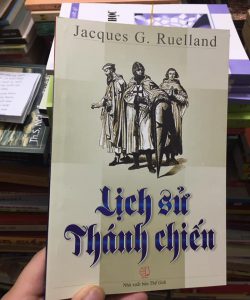 Jacques G. Ruelland
Lịch sử
Thánh chiến
Nhà xuất bản Thế Giới